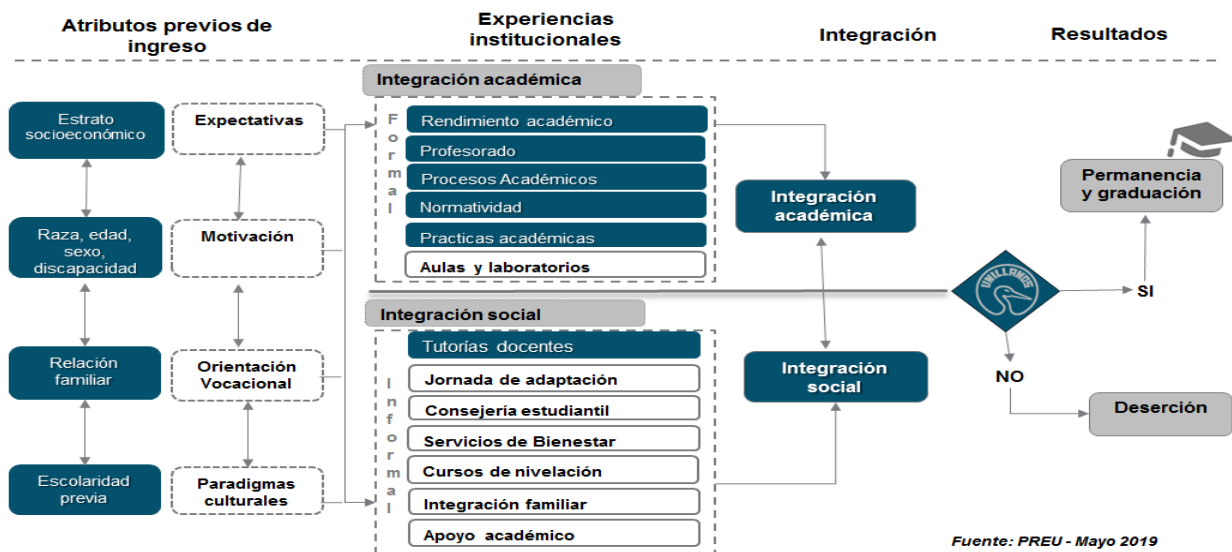 Atributos previos de
ingreso
Experiencias
institucionales
Integración
Resultados
Integración académica
Estrato
socioeconómico
Expectativas
Formal
Rendimiento académico
Profesorado
Procesos Académicos
Normatividad
Practicas académicas
Aulas y laboratorios
Raza, edad,
sexo,
discapacidad
Motivación
Integración
académica
Permanencia
y graduación
UNILLANOS
SI
NO
Deserción
Integración social
Relación
familiar
Orientación
Vocacional
Informal
Tutorías docentes
Jornada de adaptación
Consejería estudiantil
Servicios de Bienestar
Cursos de nivelación
Integración familiar
Apoyo académico
Integración
social
Escolaridad
previa
Paradigmas
culturales
Fuente: PREU - Mayo 2019